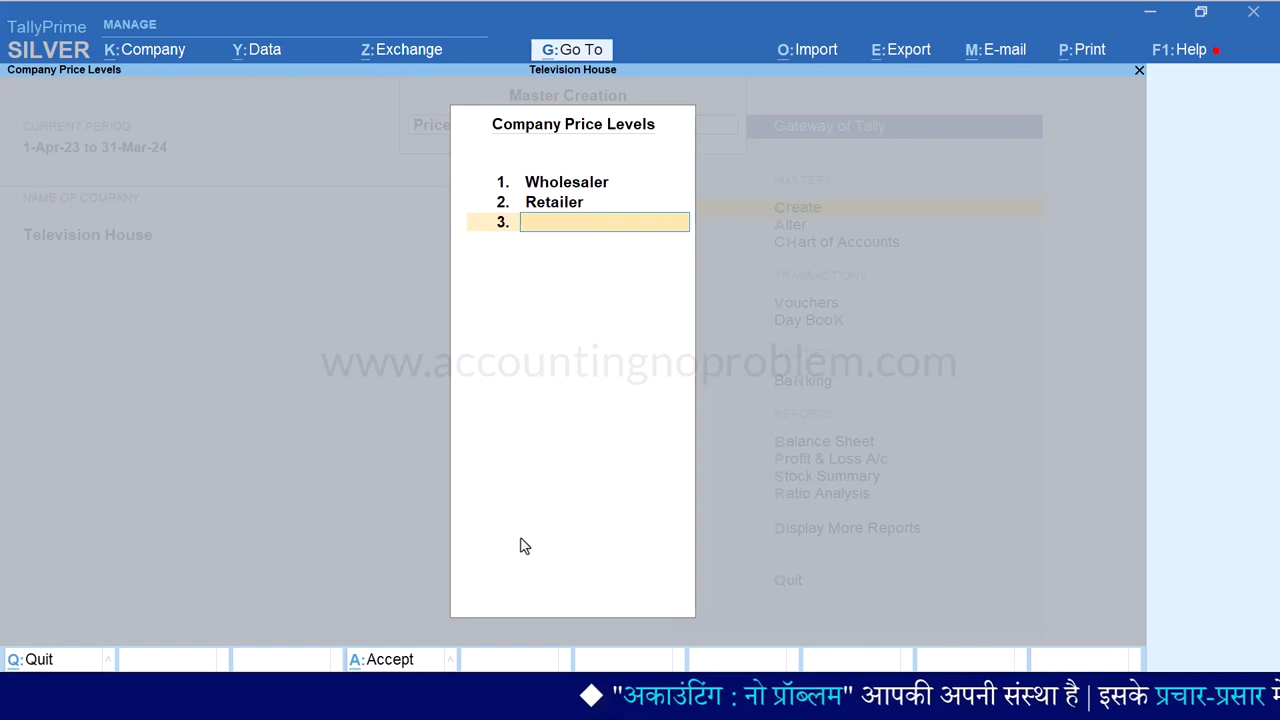 TallyPrime MANAGE
SILVER K:Company Y:Data Z:Exchange G:Go To O:Import E:Export M:E-mail P:Print F1:Help
Company Price Levels Television House
Master Creation
Company Price Levels
CURRENT PERIOD Price Gateway of Tally
1-Apr-23 to 31-Mar-24
MASTERS
1. Wholesaler
NAME OF COMPANY
2. Retailer
Create
3.
Alter
Television House
CHart of Accounts
TRANSACTIONS
Vouchers
Day BooK
www.accountingnoproblem.com
BaNking
REPORTS
Balance Sheet
Profit & Loss A/c
Stock Summary
Ratio Analysis
Display More Reports
Quit
Q:Quit A:Accept
"अकाउंटिंग : नो प्रॉब्लम" आपकी अपनी संस्था है | इसके प्रचार-प्रसार में